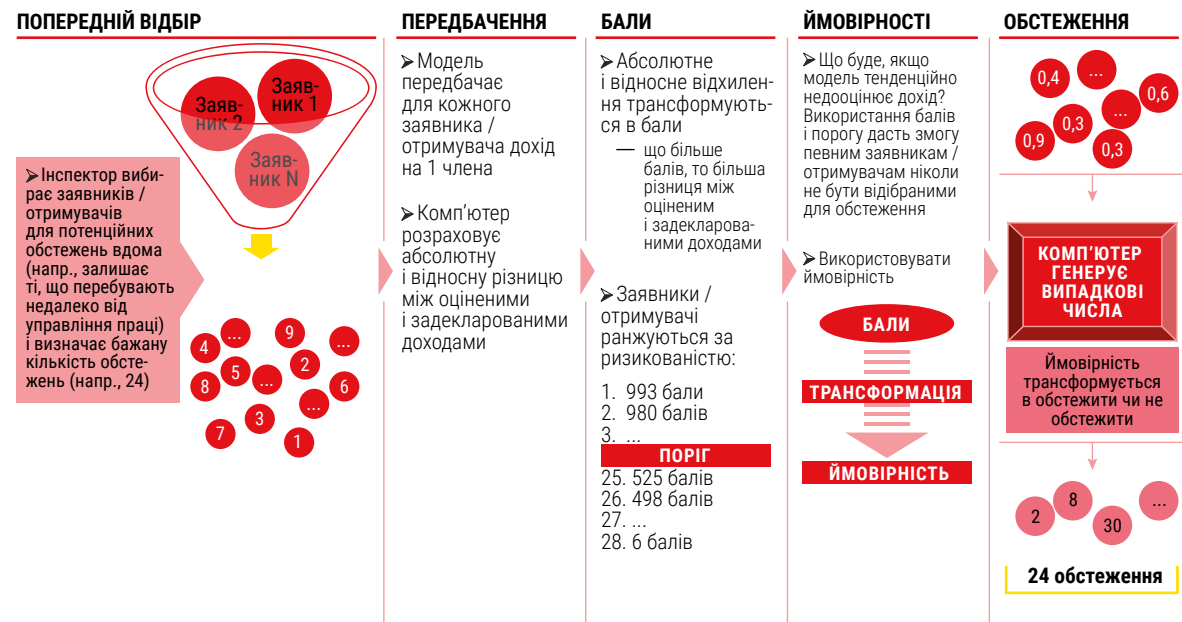 ПОПЕРЕДНІЙ ВІДБІР
Заяв-
ник 1
Заяв-
ник 2
Заяв-
ник N
➢Інспектор виби-
рає заявників /
отримувачів
для потенційних
обстежень вдома
(напр., залишає
ті, що перебувають
недалеко від
управління праці)
і визначає бажану
кількість обсте-
жень (напр., 24)
4
...
9
...
8
5
...
2
6
...
7
3
1
ПЕРЕДБАЧЕННЯ
➢Модель
передбачає
для кожного
заявника /
отримувача дохід
на 1 члена
➢Комп’ютер
розраховує
абсолютну
і відносну різницю
між оціненими
і задекларованими
доходами
БАЛИ
➢Абсолютне
і відносне відхилен-
ня трансформують-
ся в бали
— що більше
балів, то більша
різниця між
оціненим
і задекларова-
ними доходами
➢Заявники /
отримувачі
ранжуються за
ризикованістю:
1. 993 бали
2. 980 балів
3. ...
ПОРІГ
25. 525 балів
26. 498 балів
27. ...
28. 6 балів
ЙМОВІРНОСТІ
➢Що буде, якщо
модель тенденційно
недооцінює дохід?
Використання балів
і порогу дасть змогу
певним заявникам /
отримувачам ніколи
не бути відібраними
для обстеження
➢Використовувати
ймовірність
БАЛИ
ТРАНСФОРМАЦІЯ
ЙМОВІРНІСТЬ
ОБСТЕЖЕННЯ
0,4
...
0,6
0,9
0,3
...
0,3
КОМП’ЮТЕР
ГЕНЕРУЄ
ВИПАДКОВІ
ЧИСЛА
Ймовірність
трансформується
в обстежити чи не
обстежити
2
8
30
...
24 обстеження